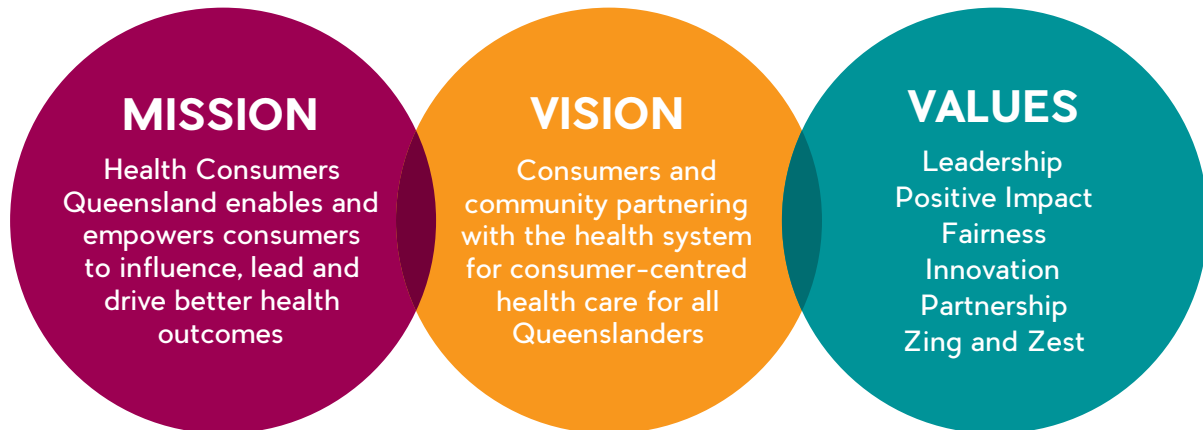 MISSION
Health Consumers
Queensland enables and
empowers consumers
to influence, lead and
drive better health
outcomes
VISION
Consumers and
community partnering
with the health system
for consumer-centred
health care for all
Queenslanders
VALUES
Leadership
Positive Impact
Fairness
Innovation
Partnership
Zing and Zest